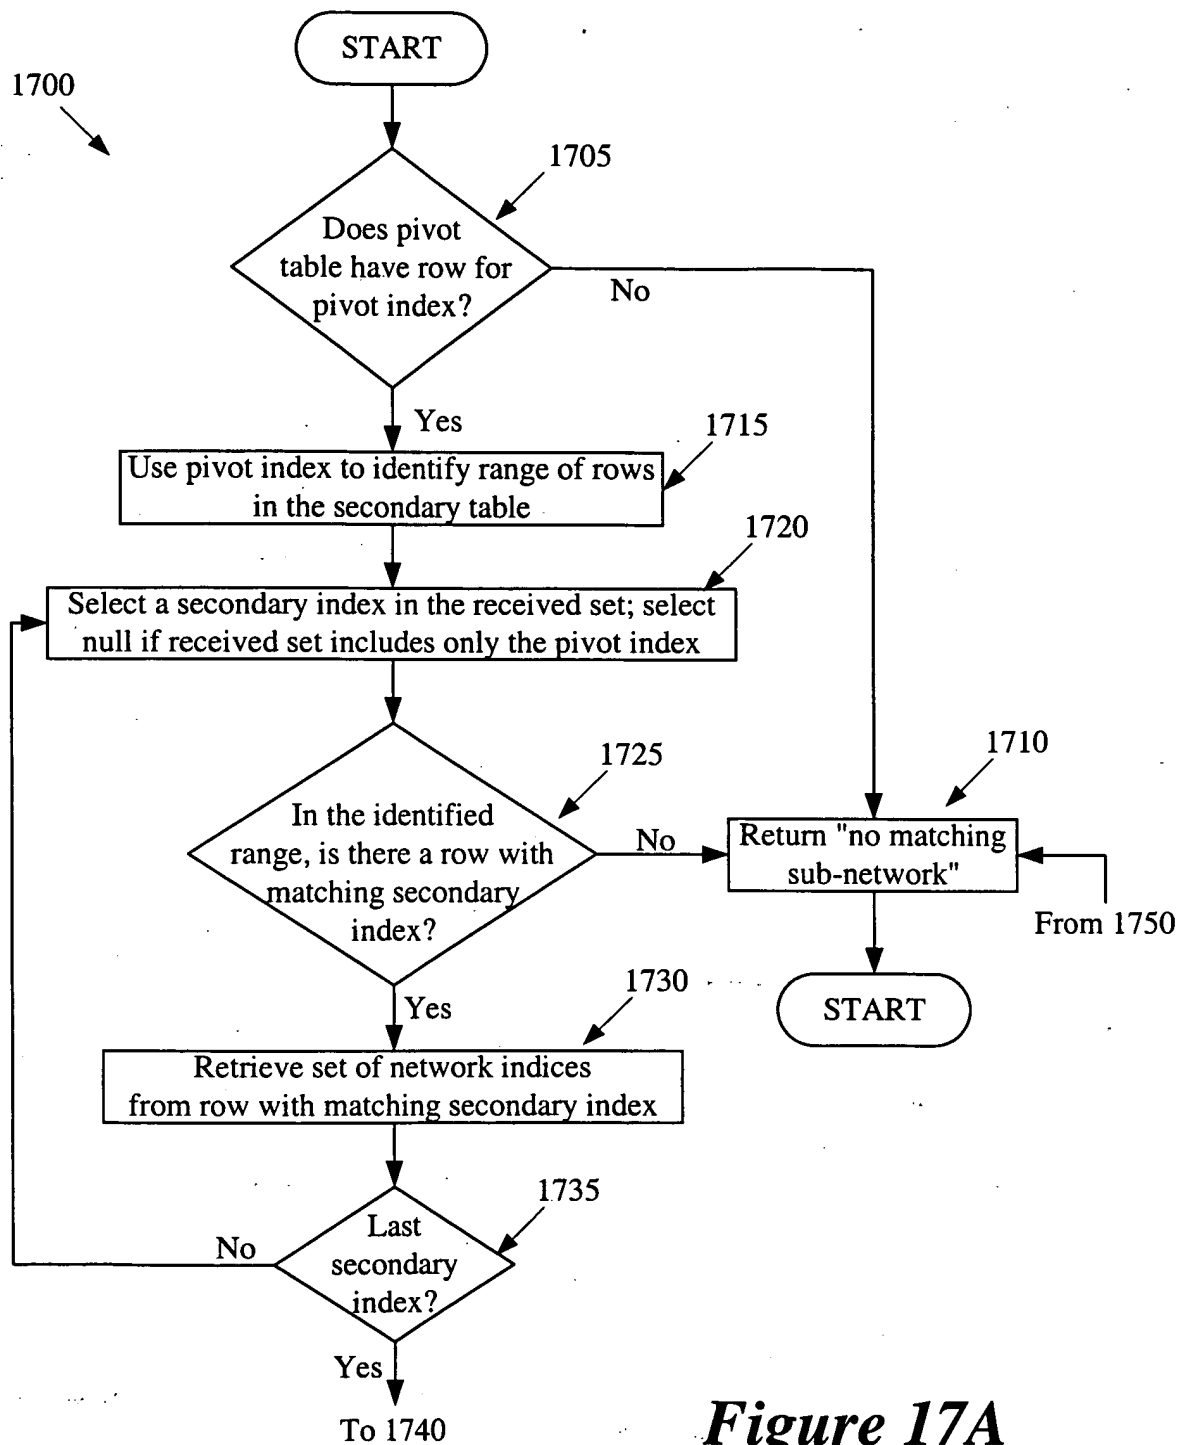 START
1700
1705
Does pivot
table have row for
pivot index?
No
Yes
1715
Use pivot index to identify range of rows
in the secondary table
1720
Select a secondary index in the received set; select
null if received set includes only the pivot index
1725
1710
In the identified
range, is there a row with
matching secondary
index?
No
Return "no matching
sub-network"
From 1750
START
Yes
1730
Retrieve set of network indices
from row with matching secondary index
1735
Last
secondary
index?
No
Yes
To 1740
Figure 17A